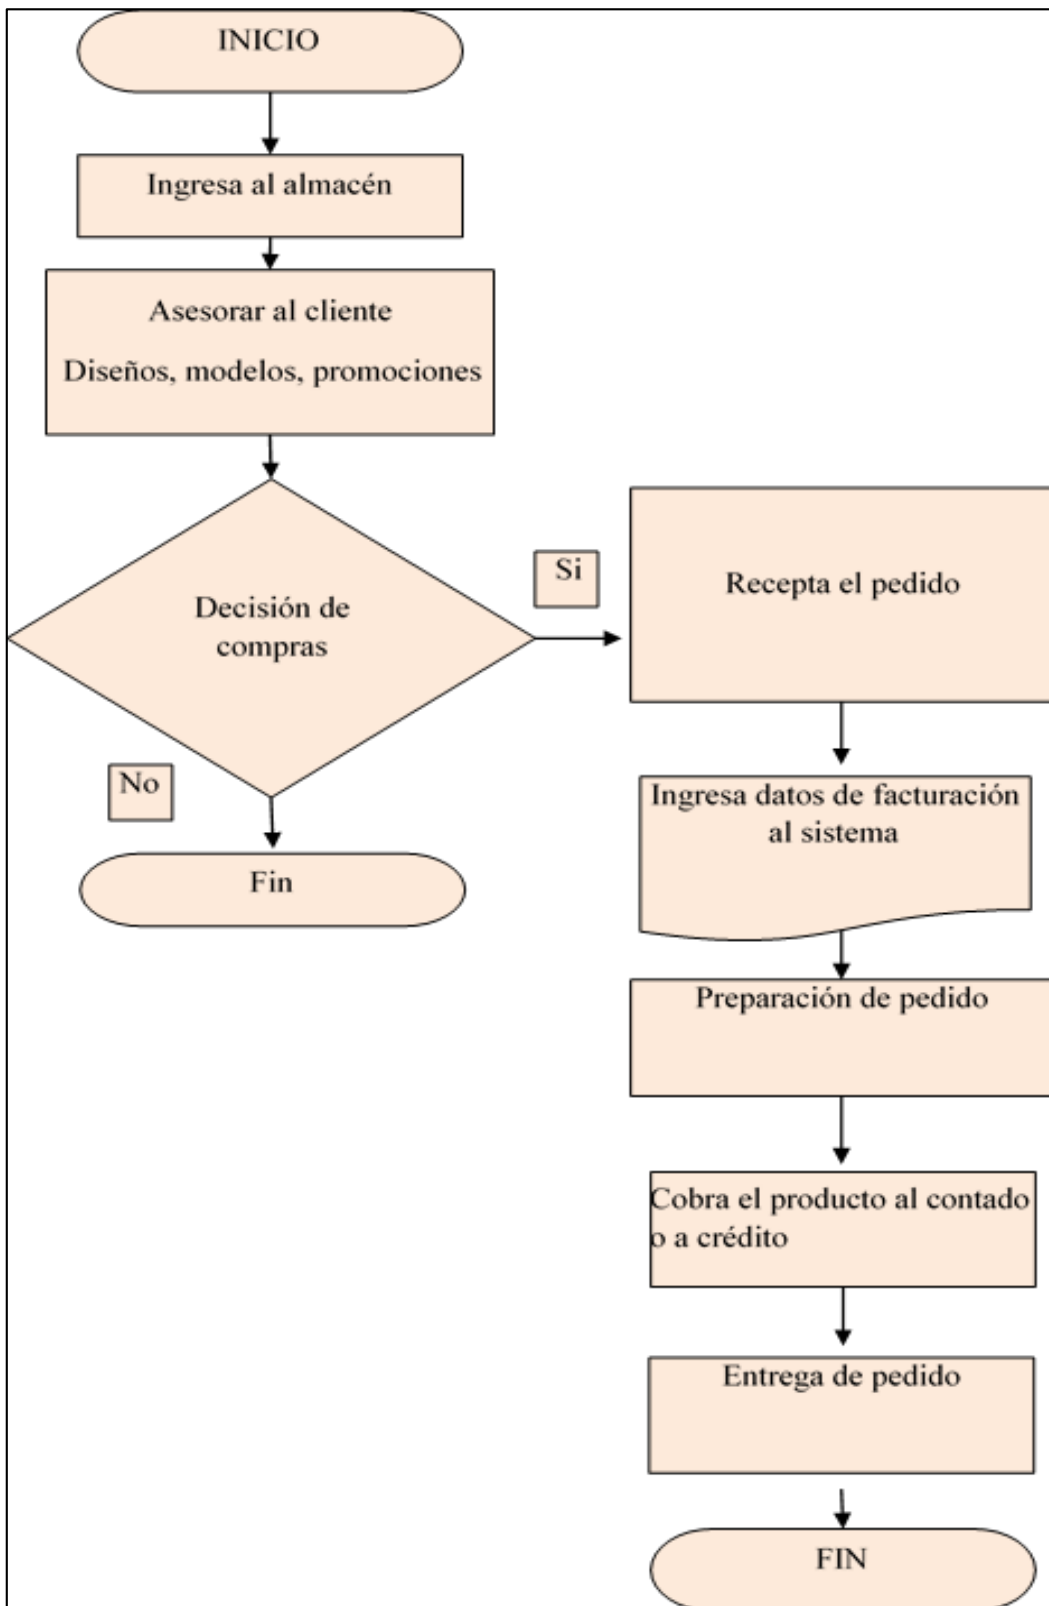 INICIO
Ingresa al almacén
Asesorar al cliente
Diseños, modelos, promociones
Decisión de
compras
Si
No
Fin
Recepta el pedido
Ingresa datos de facturación
al sistema
Preparación de pedido
Cobra el producto al contado
o a crédito
Entrega de pedido
FIN